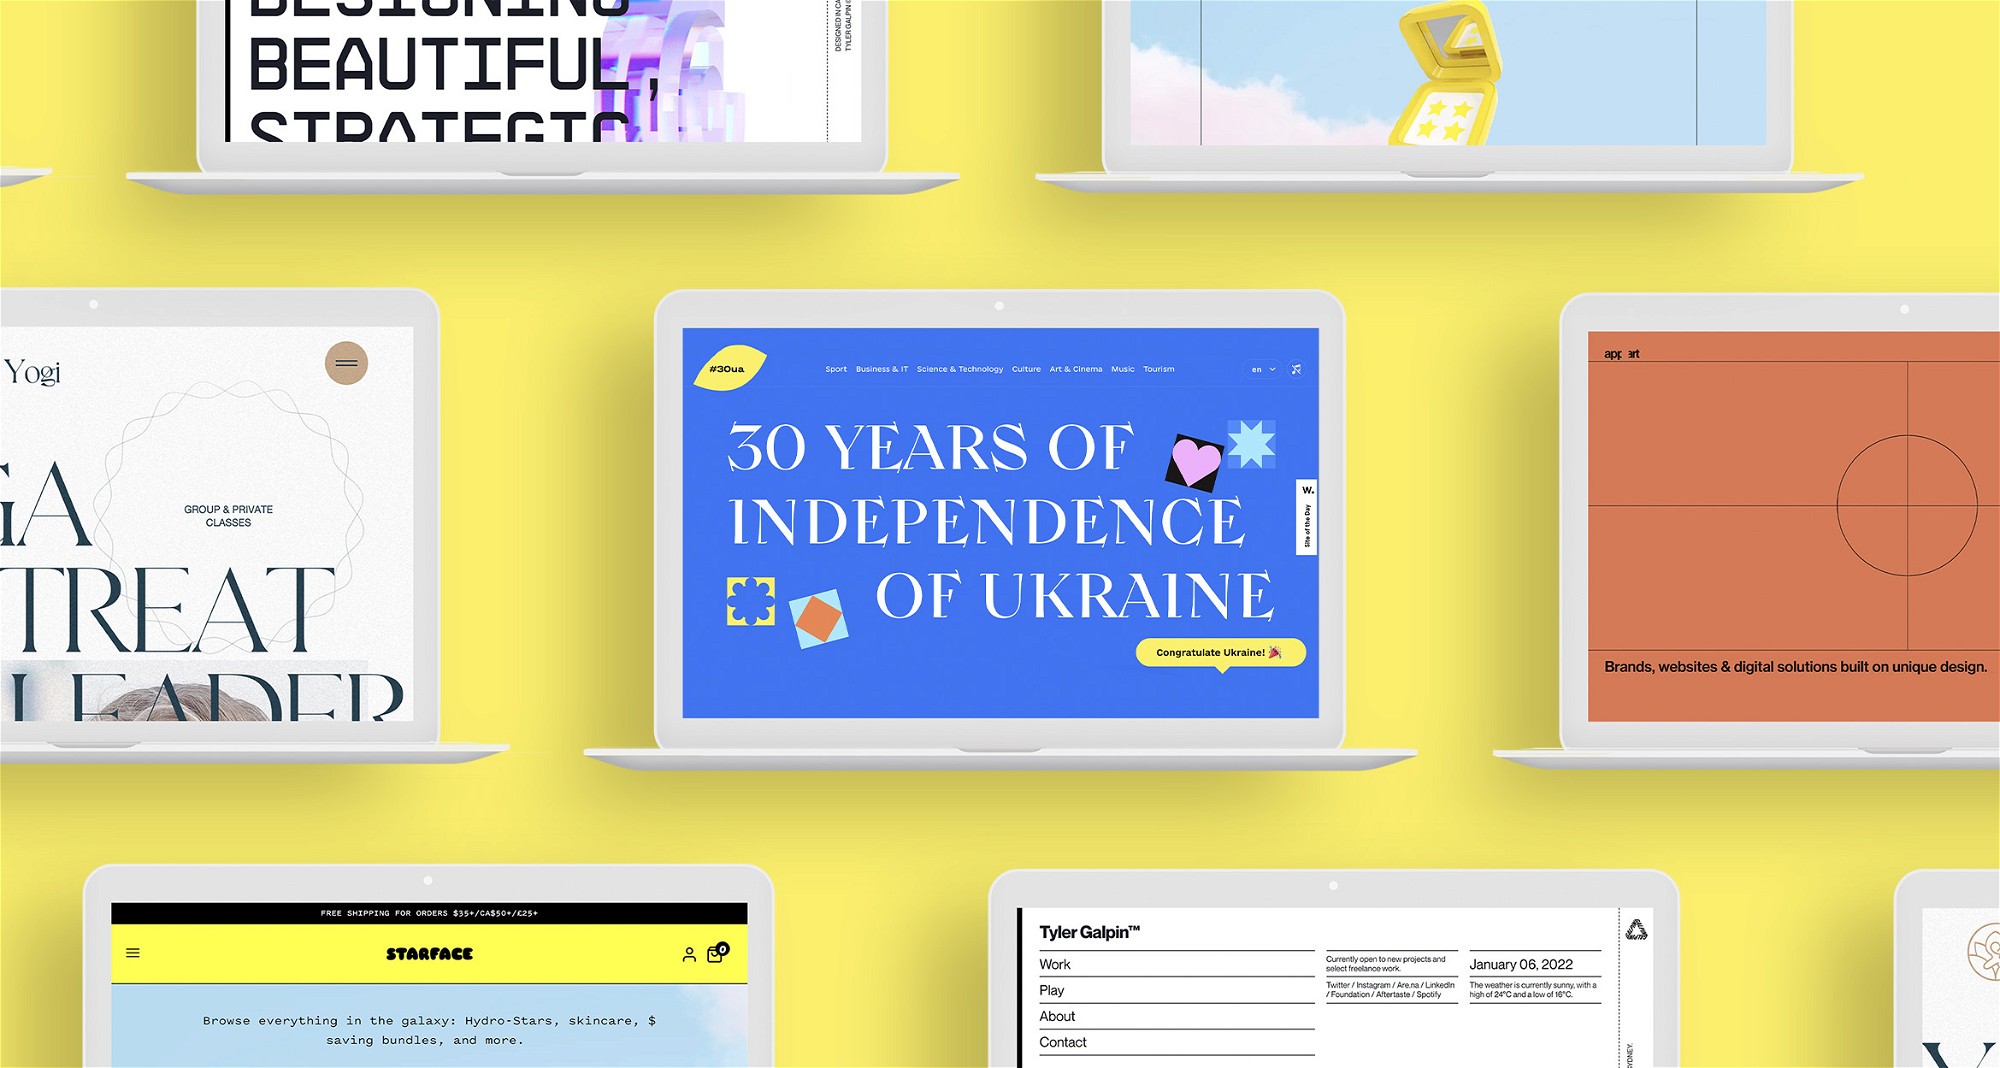 DESIGNING
BEAUTIFUL,
STRATEGIC
DESIGNED IN CA
TYLER GALPIN ©
Yogi
GROUP & PRIVATE
CLASSES
GA
TREAT
LEADER
#30ua
Sport Business & IT Science & Technology Culture Art & Cinema Music Tourism
en
30 YEARS OF
INDEPENDENCE
OF UKRAINE
W.
Site of the Day
Congratulate Ukraine! 🎉
app art
Brands, websites & digital solutions built on unique design.
FREE SHIPPING FOR ORDERS $35+/CA$50+/£25+
STARFACE
0
Browse everything in the galaxy: Hydro-Stars, skincare, $
saving bundles, and more.
Tyler Galpin™
Work
Play
About
Contact
Currently open to new projects and
select freelance work.
Twitter / Instagram / Are.na / LinkedIn
/ Foundation / Aftertaste / Spotify
January 06, 2022
The weather is currently sunny, with a
high of 24°C and a low of 16°C.
SYDNEY.
Y